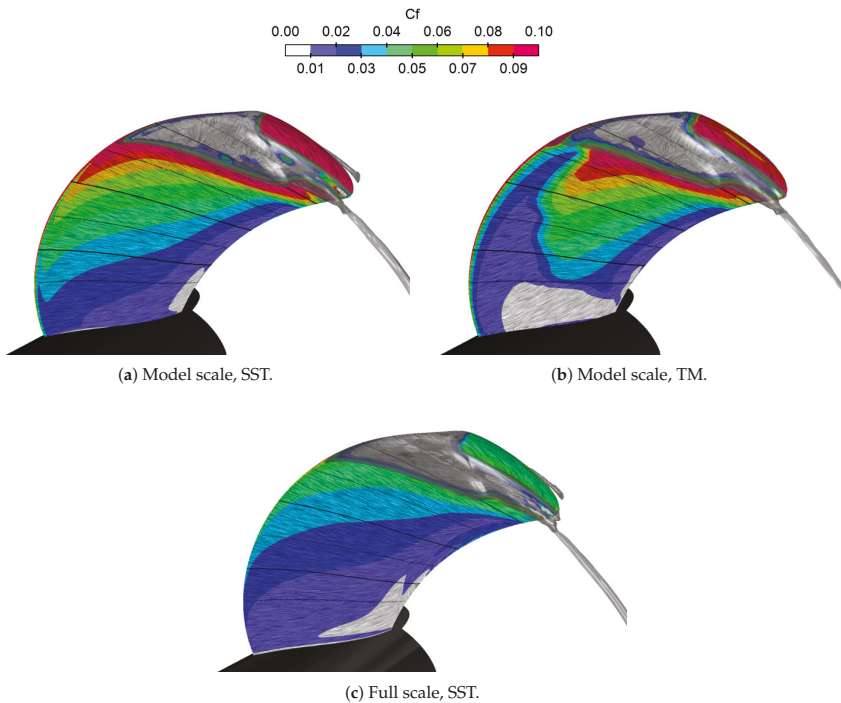 Cf
0.00 0.02 0.04 0.06 0.08 0.10
0.01 0.03 0.05 0.07 0.09
(a) Model scale, SST.
(b) Model scale, TM.
(c) Full scale, SST.